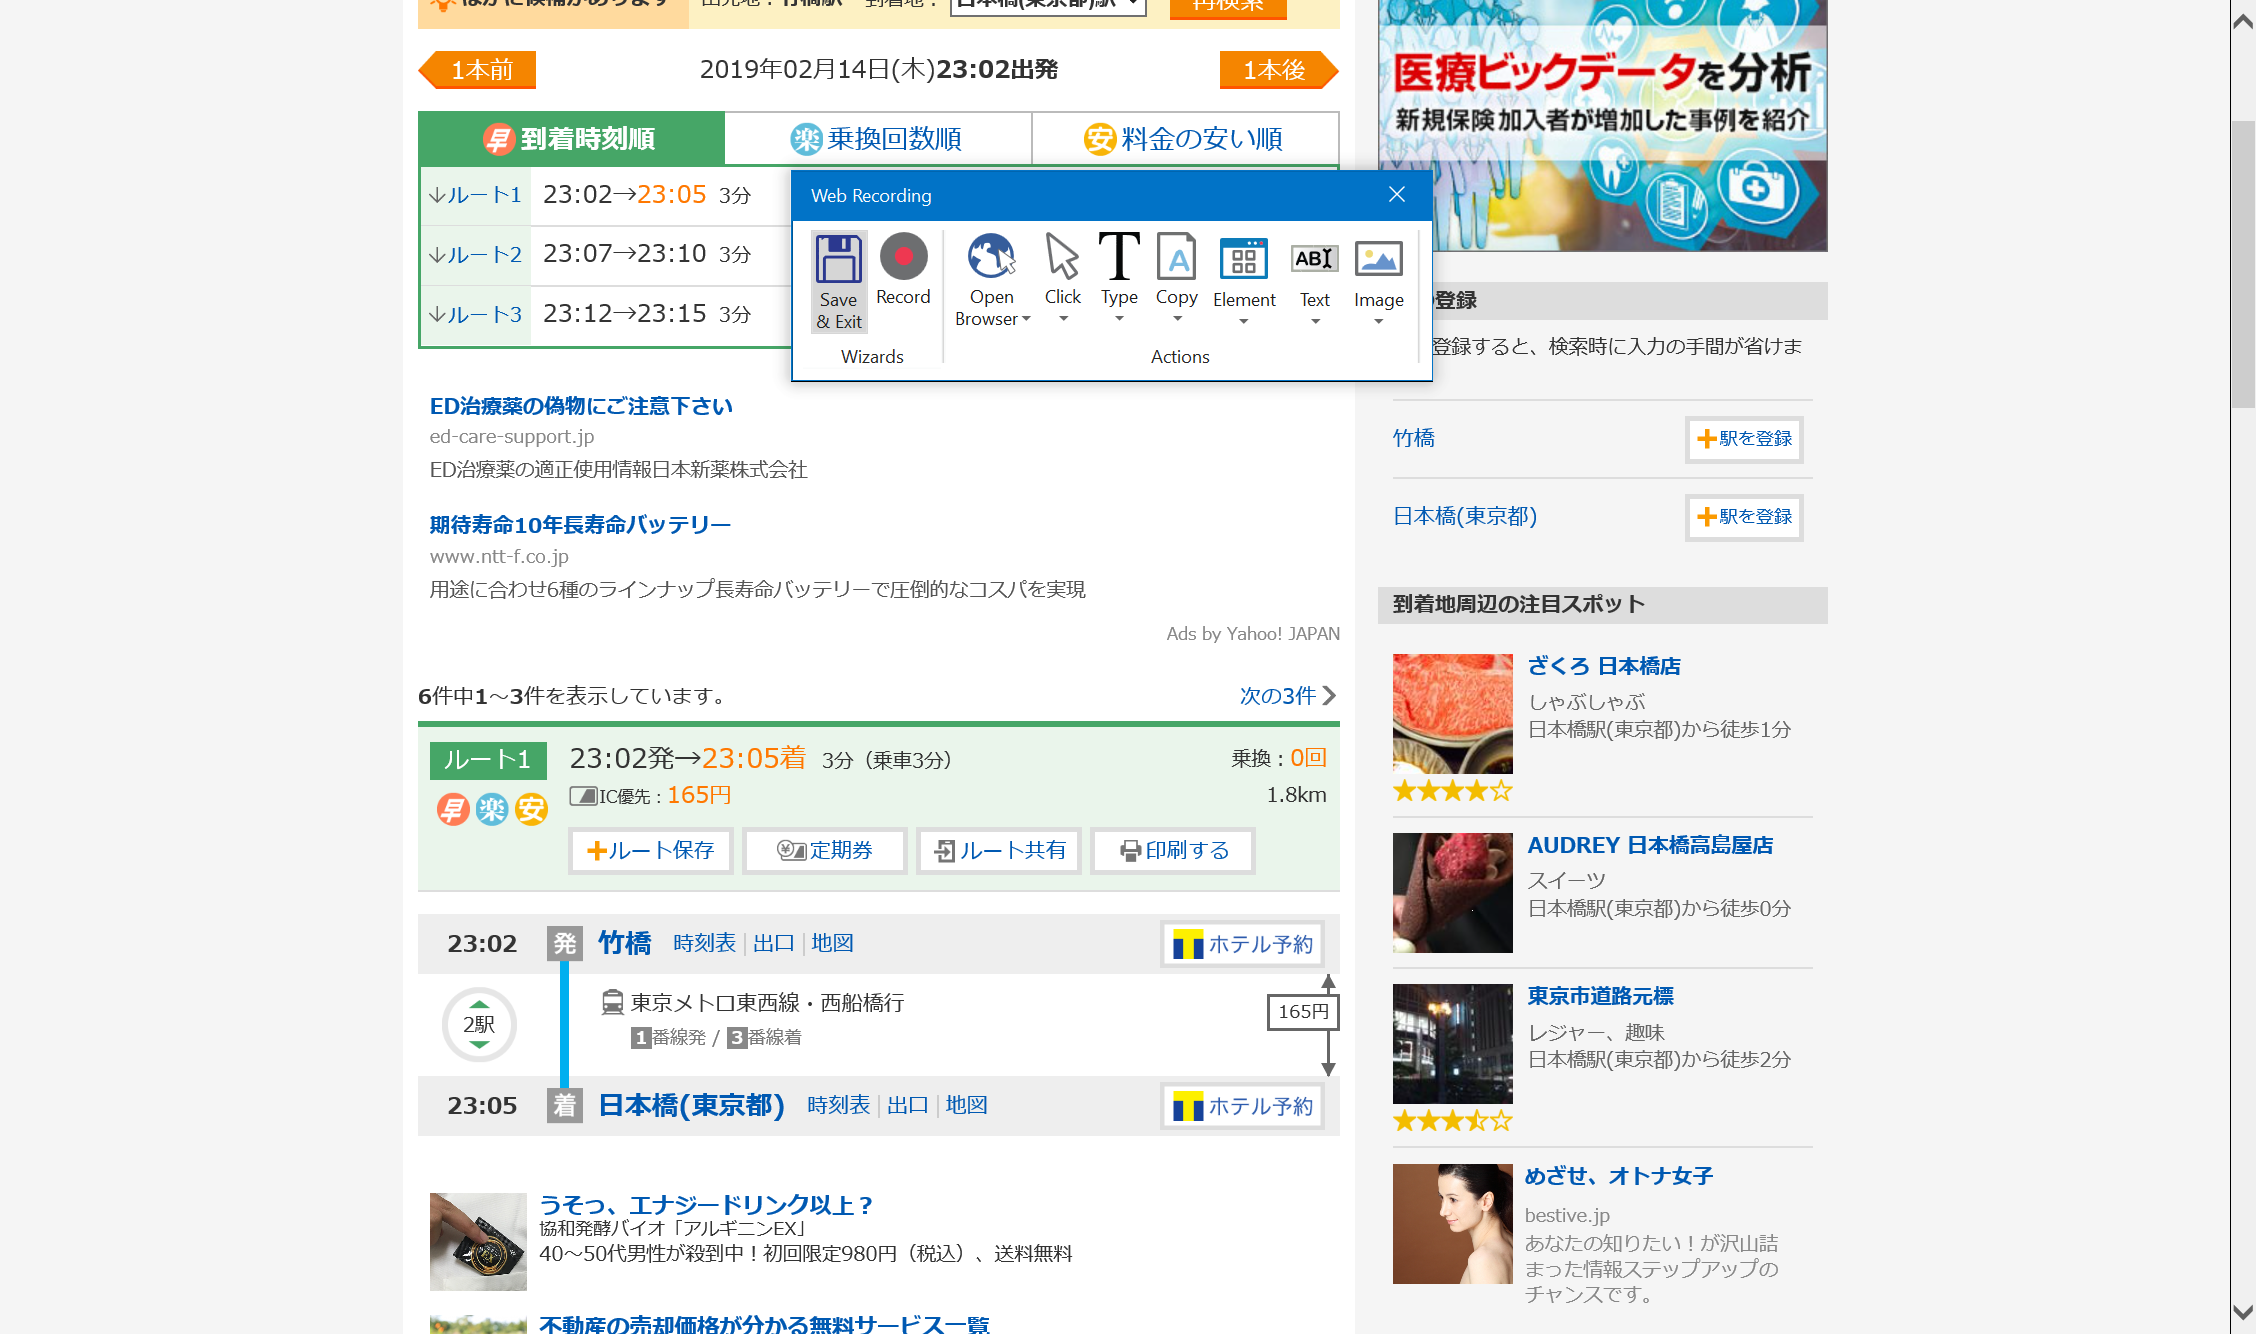 ほかに候補があります
出発地：竹橋駅 到着地：
日本橋(東京都)駅
再検索
1本前
2019年02月14日(木)23:02出発
1本後
早到着時刻順
楽乗換回数順
安料金の安い順
↓ルート1 23:02→23:05 3分
↓ルート2 23:07→23:10 3分
↓ルート3 23:12→23:15 3分
Web Recording
Save
& Exit
Record
Open
Browser
Click
Type
Copy
Element
Text
Image
Wizards
Actions
ED治療薬の偽物にご注意下さい
ed-care-support.jp
ED治療薬の適正使用情報日本新薬株式会社
期待寿命10年長寿命バッテリー
www.ntt-f.co.jp
用途に合わせ6種のラインナップ長寿命バッテリーで圧倒的なコスパを実現
Ads by Yahoo! JAPAN
6件中1～3件を表示しています。
次の3件
ルート1
23:02発→23:05着 3分（乗車3分）
乗換：0回
早 楽 安
IC優先：165円
1.8km
ルート保存
定期券
ルート共有
印刷する
23:02 発 竹橋 時刻表 出口 地図
ホテル予約
2駅
東京メトロ東西線・西船橋行
1番線発 / 3番線着
165円
23:05 着 日本橋(東京都) 時刻表 出口 地図
ホテル予約
うそっ、エナジードリンク以上？
協和発酵バイオ「アルギニンEX」
40～50代男性が殺到中！初回限定980円（税込）、送料無料
不動産の売却価格が分かる無料サービス一覧
医療ビックデータを分析
新規保険加入者が増加した事例を紹介
登録
登録すると、検索時に入力の手間が省けま
竹橋
駅を登録
日本橋(東京都)
駅を登録
到着地周辺の注目スポット
ざくろ 日本橋店
しゃぶしゃぶ
日本橋駅(東京都)から徒歩1分
AUDREY 日本橋高島屋店
スイーツ
日本橋駅(東京都)から徒歩0分
東京市道路元標
レジャー、趣味
日本橋駅(東京都)から徒歩2分
めざせ、オトナ女子
bestive.jp
あなたの知りたい！が沢山詰
まった情報ステップアップの
チャンスです。